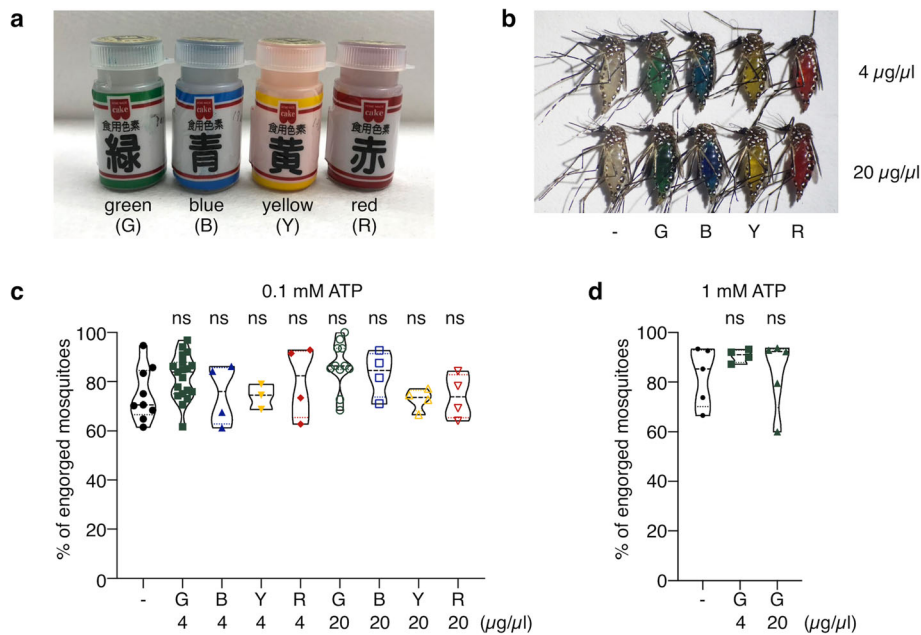 a
cake
食用色素
緑
cake
食用色素
青
cake
食用色素
黄
cake
食用色素
赤
green
(G)
blue
(B)
yellow
(Y)
red
(R)
b
4 µg/µl
20 µg/µl
- G B Y R
c
0.1 mM ATP
ns ns ns ns ns ns ns ns
% of engorged mosquitoes
100
80
60
40
20
0
- G B Y R G B Y R
4 4 4 4 20 20 20 20 (µg/µl)
d
1 mM ATP
ns ns
% of engorged mosquitoes
100
80
60
40
20
0
- G G
4 20 (µg/µl)